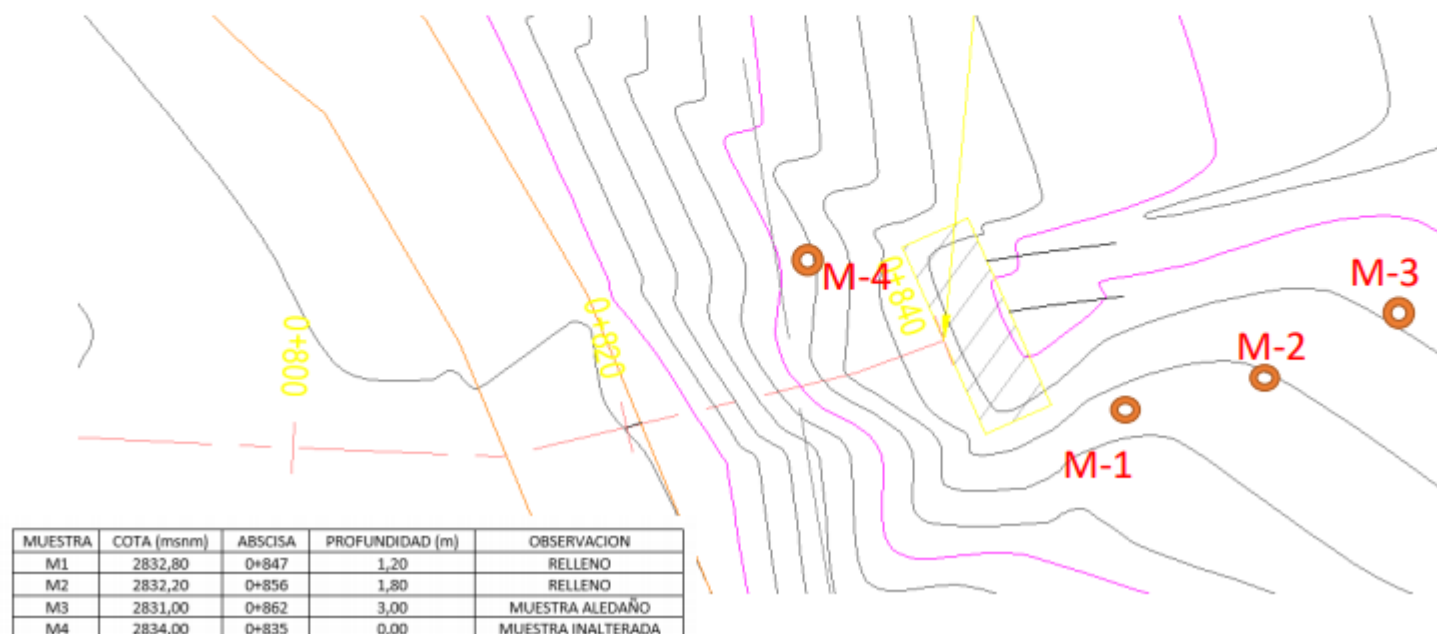 M-4
M-3
0+840
0+800
0+820
M-2
M-1
MUESTRA COTA (msnm) ABSCISA PROFUNDIDAD (m) OBSERVACION
M1 2832,80 0+847 1,20 RELLENO
M2 2832,20 0+856 1,80 RELLENO
M3 2831,00 0+862 3,00 MUESTRA ALEDAÑO
M4 2834,00 0+835 0,00 MUESTRA INALTERADA